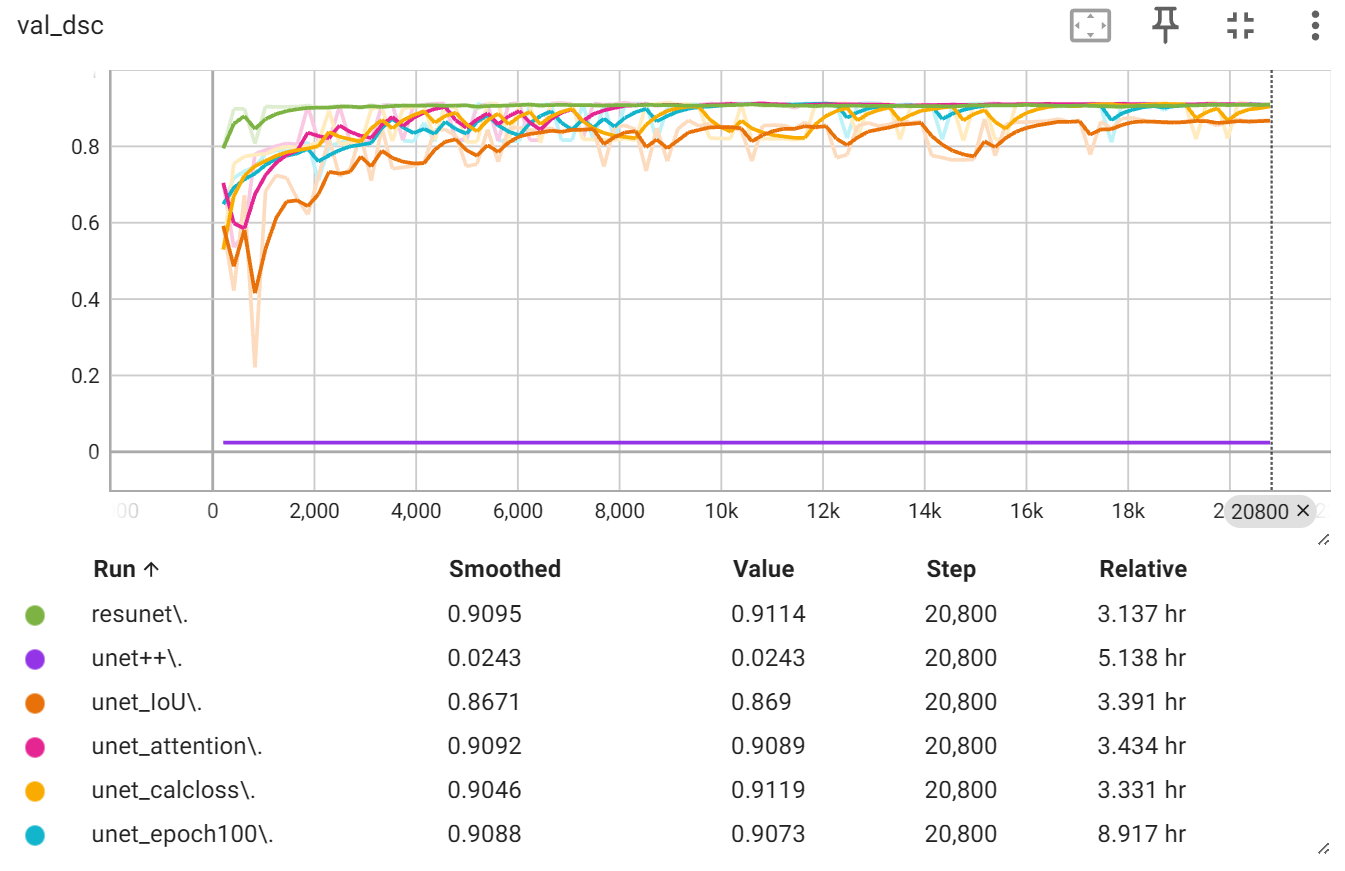 val_dsc
0.8
0.6
0.4
0.2
0
00 0 2,000 4,000 6,000 8,000 10k 12k 14k 16k 18k 2 20800 × 2
Run ↑ Smoothed Value Step Relative
resunet\. 0.9095 0.9114 20,800 3.137 hr
unet++\. 0.0243 0.0243 20,800 5.138 hr
unet_IoU\. 0.8671 0.869 20,800 3.391 hr
unet_attention\. 0.9092 0.9089 20,800 3.434 hr
unet_calcloss\. 0.9046 0.9119 20,800 3.331 hr
unet_epoch100\. 0.9088 0.9073 20,800 8.917 hr